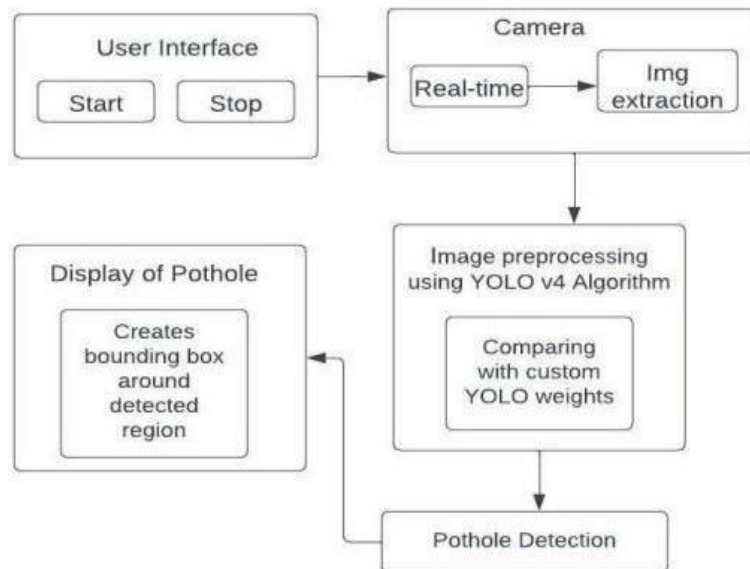 User Interface
Start
Stop
Camera
Real-time
Img
extraction
Image preprocessing
using YOLO v4 Algorithm
Comparing
with custom
YOLO weights
Pothole Detection
Display of Pothole
Creates
bounding box
around
detected
region